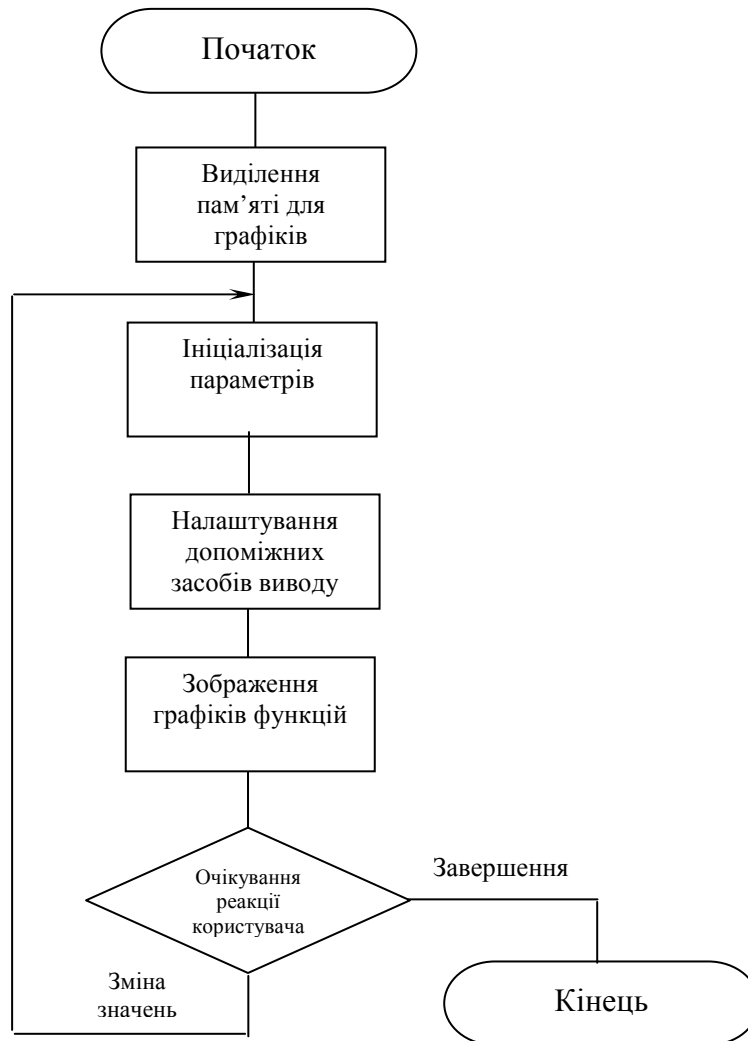 Початок
Виділення
пам’яті для
графіків
Ініціалізація
параметрів
Налаштування
допоміжних
засобів виводу
Зображення
графіків функцій
Очікування
реакції
користувача
Завершення
Зміна
значень
Кінець